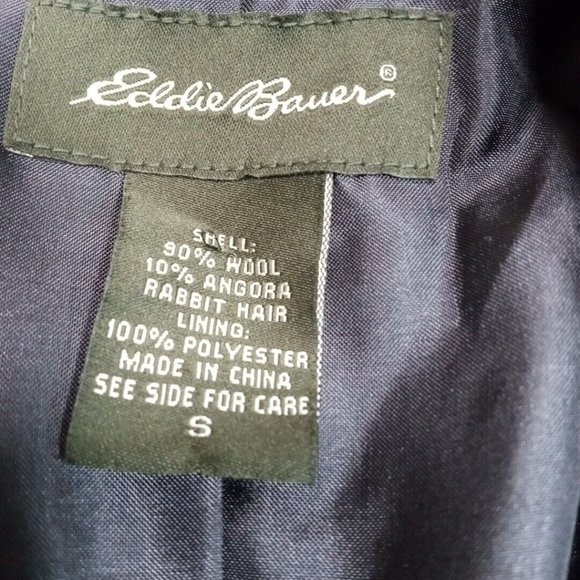 Eddie Bauer®
SHELL:
90% WOOL
10% ANGORA
RABBIT HAIR
LINING:
100% POLYESTER
MADE IN CHINA
SEE SIDE FOR CARE
S